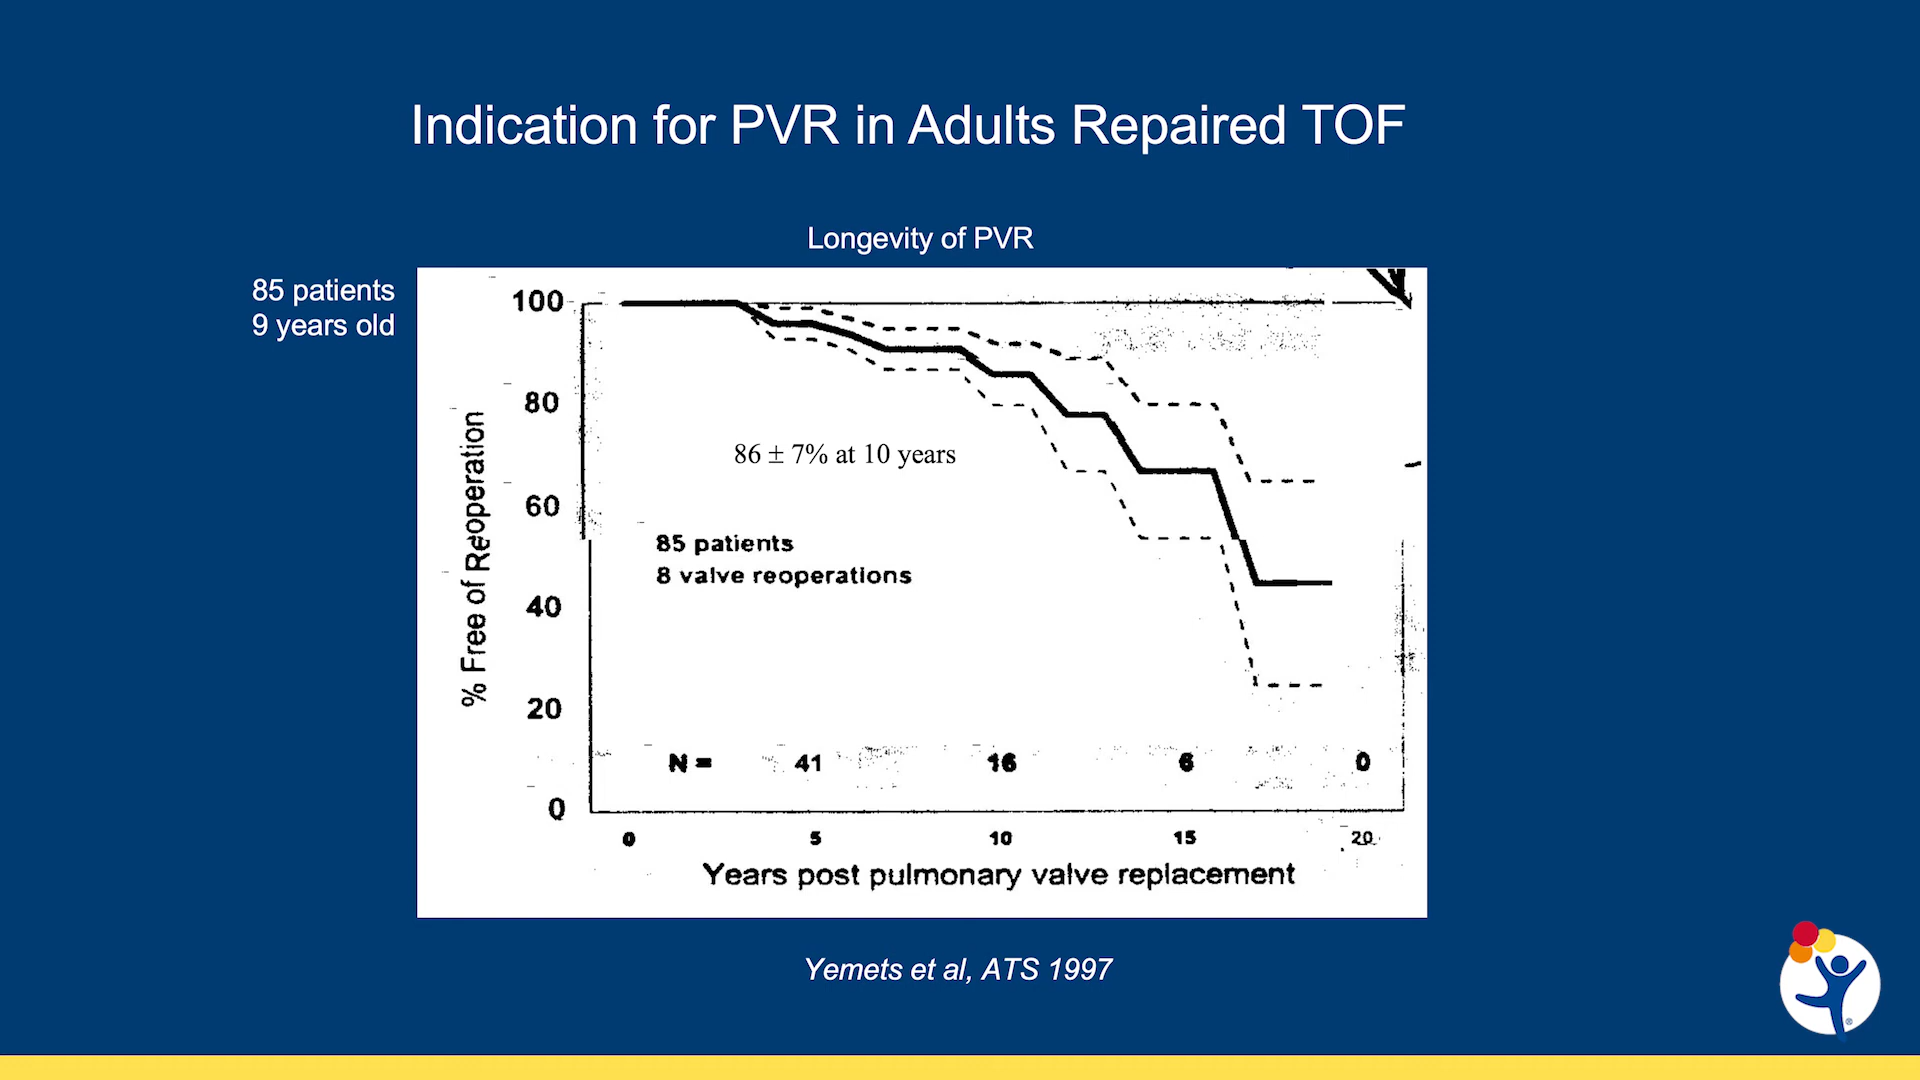 Indication for PVR in Adults Repaired TOF
Longevity of PVR
85 patients
9 years old
% Free of Reoperation
100
80
60
40
20
0
86 ± 7% at 10 years
85 patients
8 valve reoperations
N = 41 16 6 0
0 5 10 15 20
Years post pulmonary valve replacement
Yemets et al, ATS 1997
®